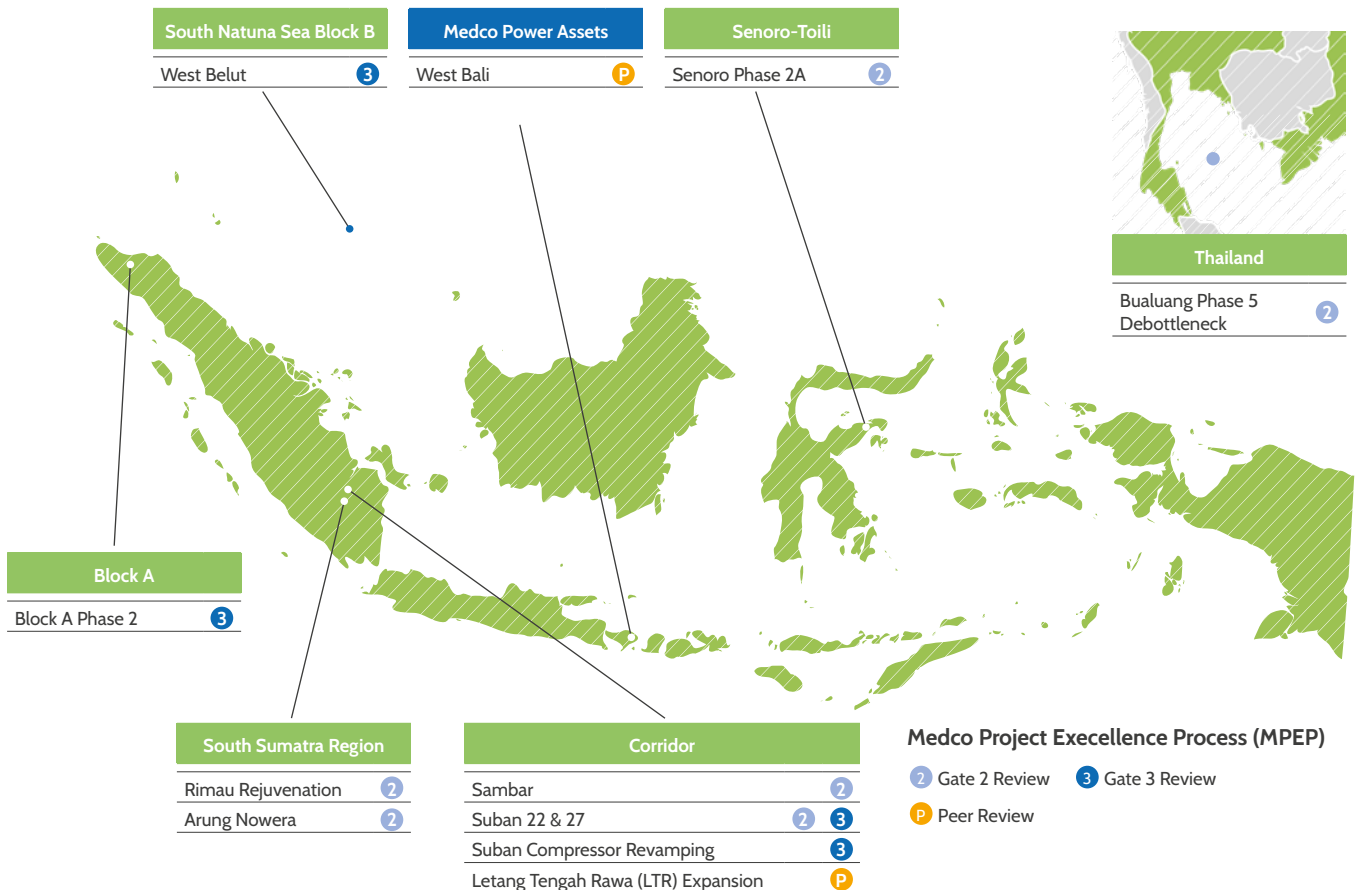 South Natuna Sea Block B
West Belut 3
Medco Power Assets
West Bali P
Senoro-Toili
Senoro Phase 2A 2
Thailand
Bualuang Phase 5
Debottleneck 2
Block A
Block A Phase 2 3
South Sumatra Region
Rimau Rejuvenation 2
Arung Nowera 2
Corridor
Sambar 2
Suban 22 & 27 2 3
Suban Compressor Revamping 3
Letang Tengah Rawa (LTR) Expansion P
Medco Project Execellence Process (MPEP)
2 Gate 2 Review 3 Gate 3 Review
P Peer Review